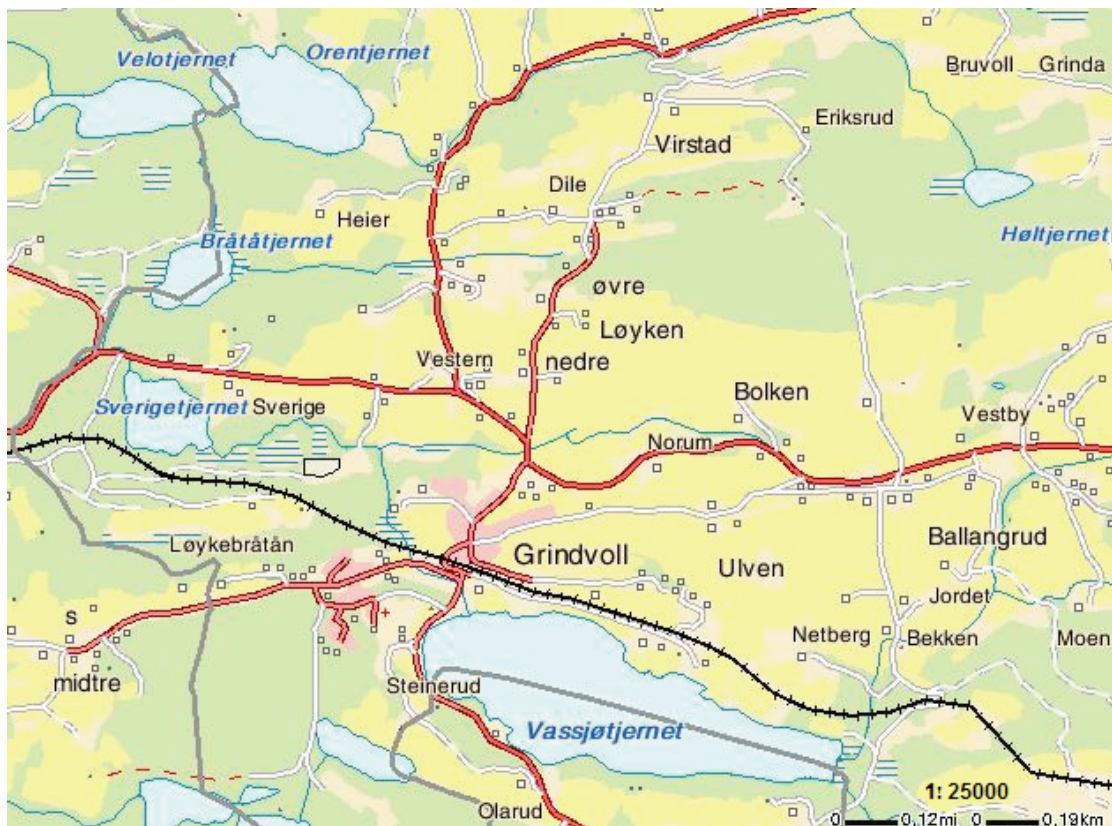 Velotjernet
Orentjernet
Bruvoll
Grinda
Eriksrud
Virstad
Dile
Heier
Høltjernet
Bråtåtjernet
øvre
Løyken
nedre
Vestern
Bolken
Sverigetjernet
Sverige
Vestby
Norum
Løykebråtån
Grindvoll
Ballangrud
Ulven
Jordet
s
Netberg
Bekken
Moen
midtre
Steinerud
Vassjøtjernet
1: 25000
Olarud
0 0.12mi 0 0.19km